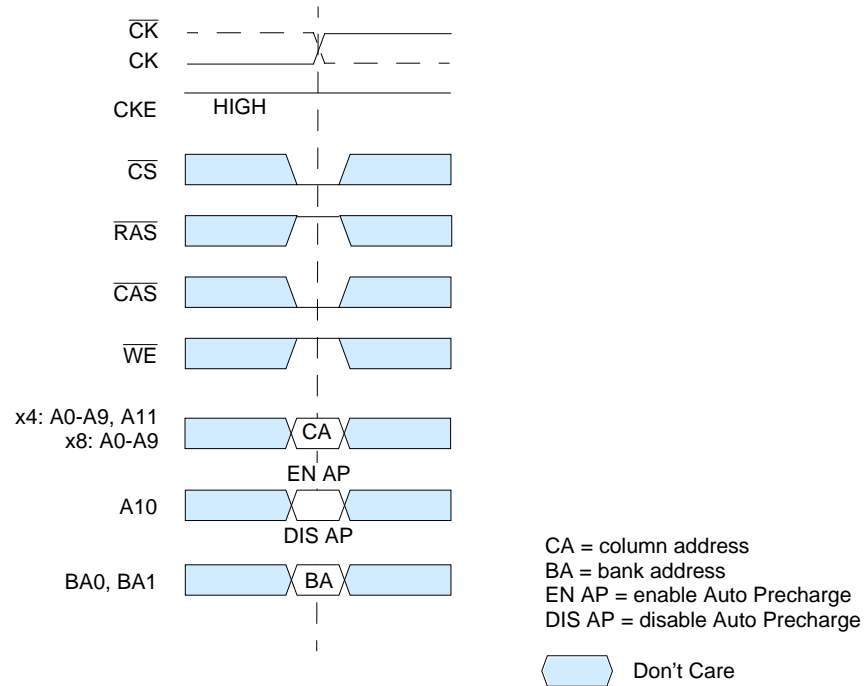 CK
CK
CKE HIGH
CS
RAS
CAS
WE
x4: A0-A9, A11
x8: A0-A9
CA
EN AP
A10
DIS AP
BA0, BA1 BA
CA = column address
BA = bank address
EN AP = enable Auto Precharge
DIS AP = disable Auto Precharge
Don't Care